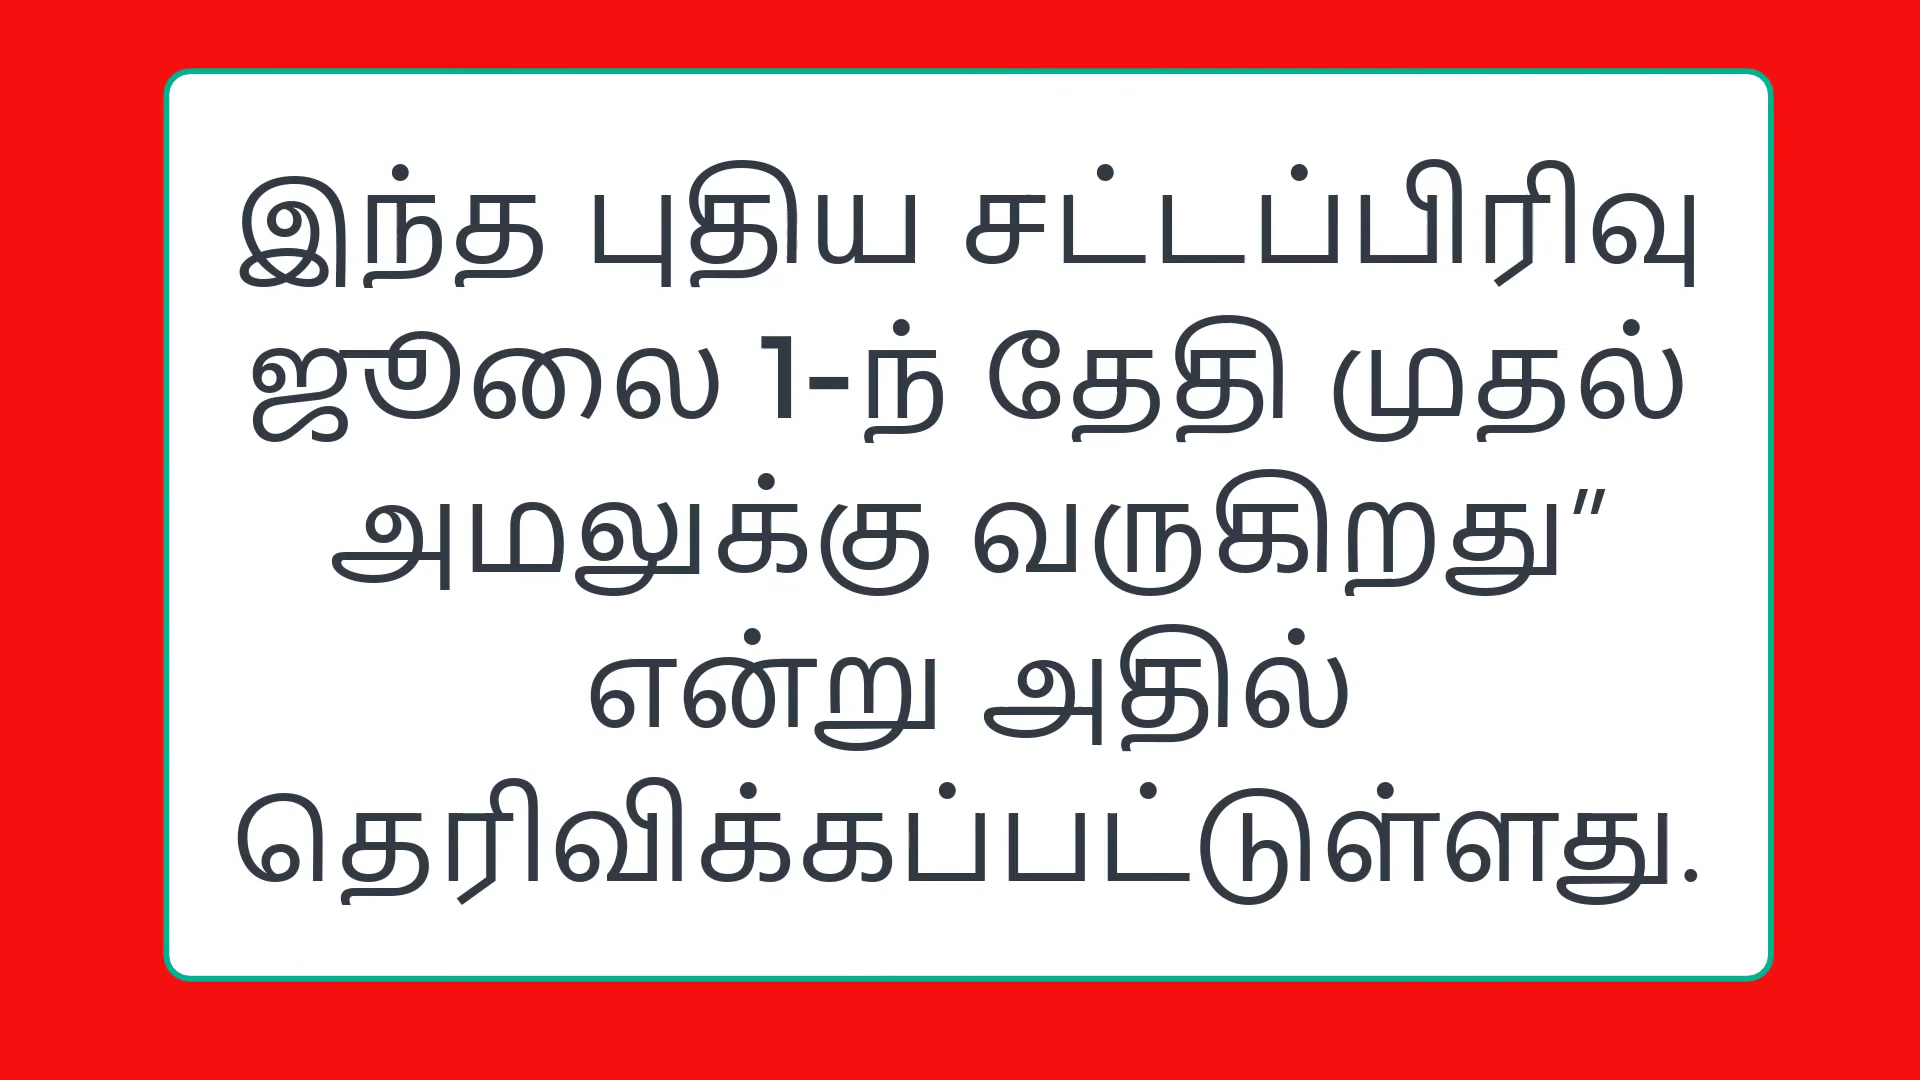 இந்த புதிய சட்டப்பிரிவு
ஜூலை 1-ந் தேதி முதல்
அமலுக்கு வருகிறது”
என்று அதில்
தெரிவிக்கப்பட்டுள்ளது.